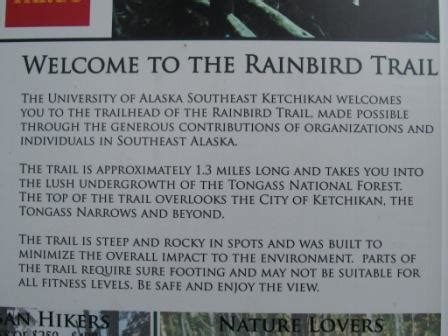 WELCOME TO THE RAINBIRD TRAIL
THE UNIVERSITY OF ALASKA SOUTHEAST KETCHIKAN WELCOMES
YOU TO THE TRAILHEAD OF THE RAINBIRD TRAIL, MADE POSSIBLE
THROUGH THE GENEROUS CONTRIBUTIONS OF ORGANIZATIONS AND
INDIVIDUALS IN SOUTHEAST ALASKA.
THE TRAIL IS APPROXIMATELY 1.3 MILES LONG AND TAKES YOU INTO
THE LUSH UNDERGROWTH OF THE TONGASS NATIONAL FOREST.
THE TOP OF THE TRAIL OVERLOOKS THE CITY OF KETCHIKAN, THE
TONGASS NARROWS AND BEYOND.
THE TRAIL IS STEEP AND ROCKY IN SPOTS AND WAS BUILT TO
MINIMIZE THE OVERALL IMPACT TO THE ENVIRONMENT. PARTS OF
THE TRAIL REQUIRE SURE FOOTING AND MAY NOT BE SUITABLE FOR
ALL FITNESS LEVELS. BE SAFE AND ENJOY THE VIEW.
HIKERS
NATURE LOVERS